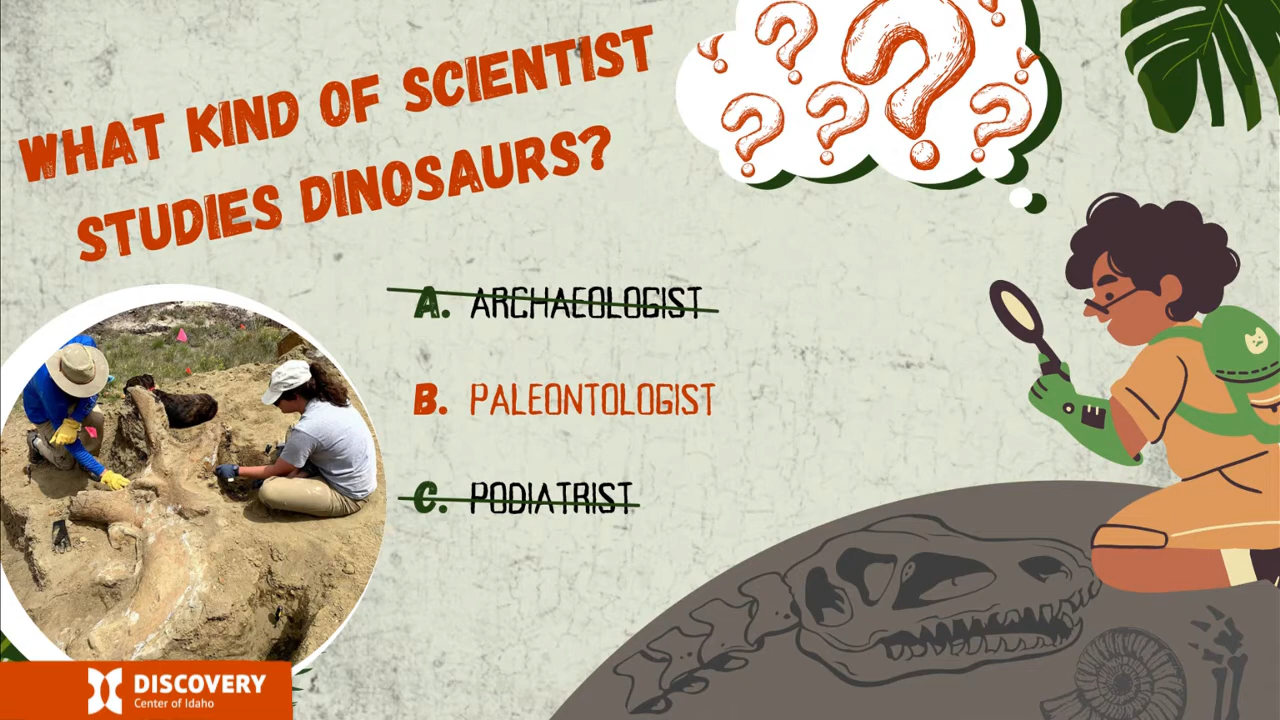 WHAT KIND OF SCIENTIST
STUDIES DINOSAURS?
A. ARCHAEOLOGIST
B. PALEONTOLOGIST
C. PODIATRIST
DISCOVERY
Center of Idaho